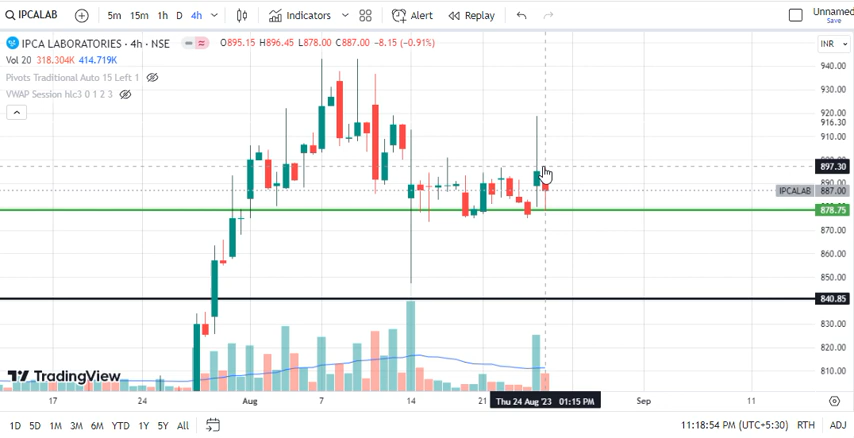 IPCALAB 5m 15m 1h D 4h Indicators Alert Replay Unnamed
Save
IPCA LABORATORIES · 4h · NSE O895.15 H896.45 L878.00 C887.00 -8.15 (-0.91%) INR
Vol 20 318.304K 414.719K
Pivots Traditional Auto 15 Left 1
VWAP Session hlc3 0 1 2 3
940.00
930.00
920.00
916.30
910.00
897.30
IPCALAB 887.00
878.75
870.00
860.00
850.00
840.85
830.00
820.00
810.00
TradingView
17 24 Aug 7 14 21 Thu 24 Aug '23 01:15 PM Sep 11
1D 5D 1M 3M 6M YTD 1Y 5Y All 11:18:54 PM (UTC+5:30) RTH ADJ